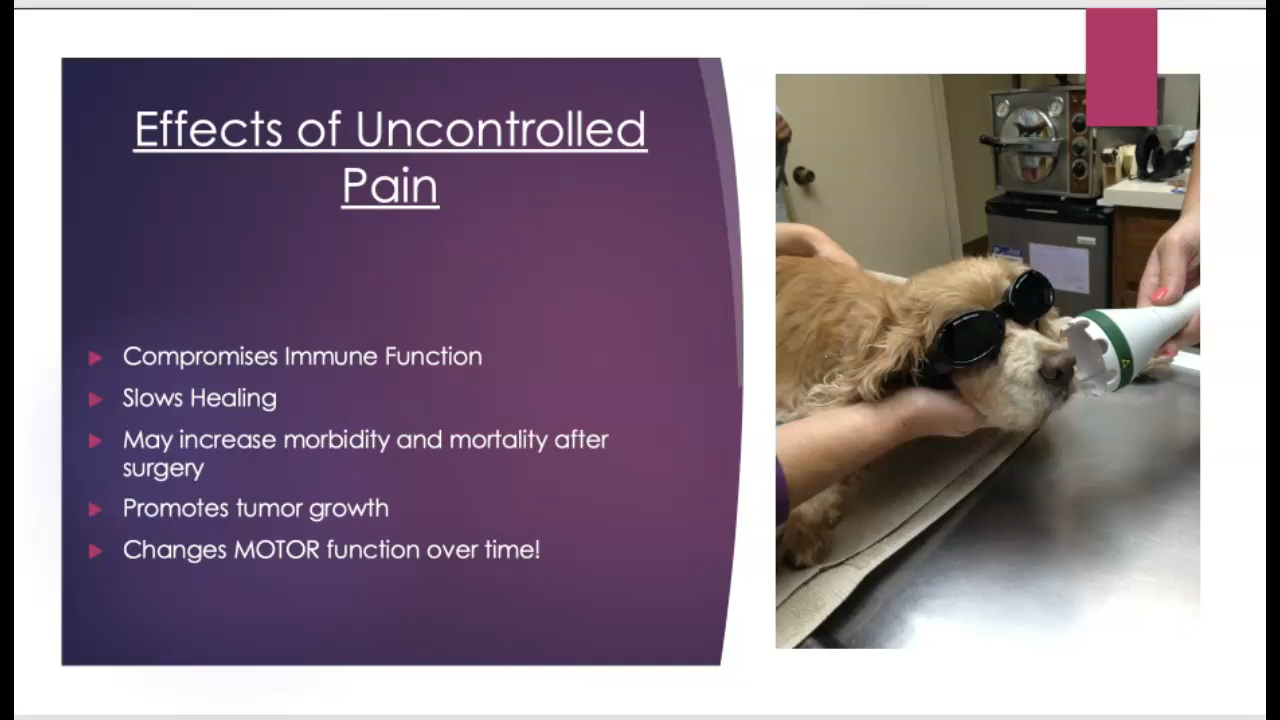 Effects of Uncontrolled
Pain
Compromises Immune Function
Slows Healing
May increase morbidity and mortality after
surgery
Promotes tumor growth
Changes MOTOR function over time!